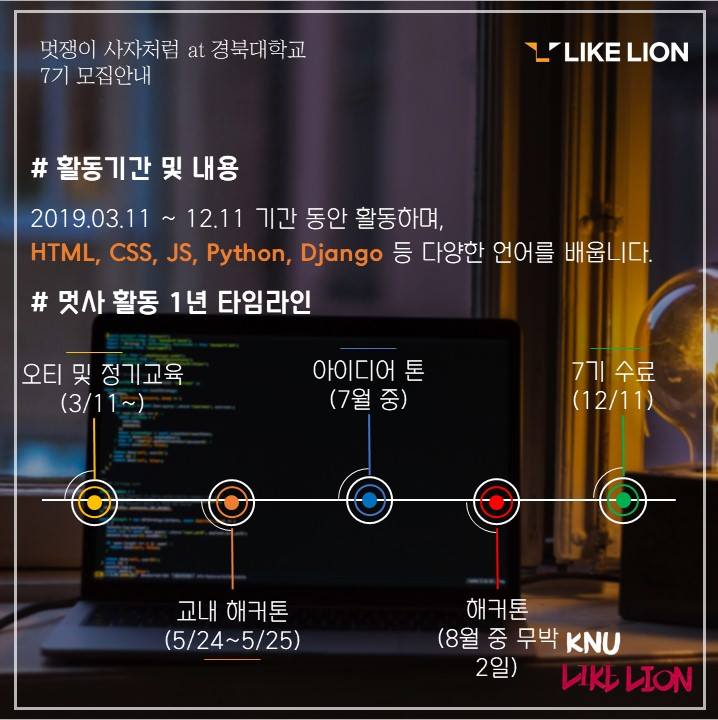 멋쟁이 사자처럼 at 경북대학교
7기 모집안내
LIKE LION
# 활동기간 및 내용
2019.03.11 ~ 12.11 기간 동안 활동하며,
HTML, CSS, JS, Python, Django 등 다양한 언어를 배웁니다.
# 멋사 활동 1년 타임라인
오티 및 정기교육
(3/11~)
아이디어 톤
(7월 중)
7기 수료
(12/11)
교내 해커톤
(5/24~5/25)
해커톤
(8월 중 무박
2일)
KNU
LIKE LION